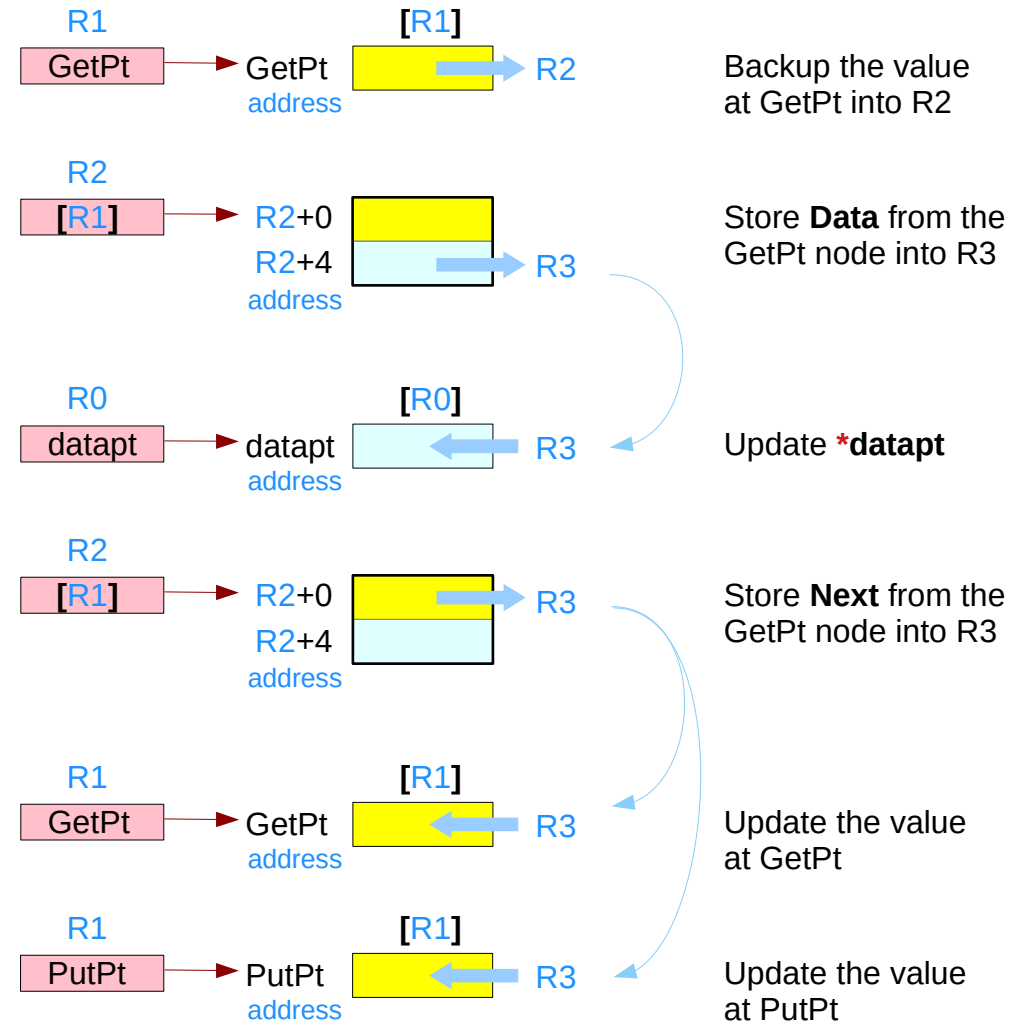 R1 [R1]
GetPt GetPt R2 Backup the value
address at GetPt into R2
R2
[R1] R2+0 Store Data from the
R2+4 R3 GetPt node into R3
address
R0 [R0]
datapt datapt R3 Update *datapt
address
R2
[R1] R2+0 R3 Store Next from the
R2+4 GetPt node into R3
address
R1 [R1]
GetPt GetPt R3 Update the value
address at GetPt
R1 [R1]
PutPt PutPt R3 Update the value
address at PutPt